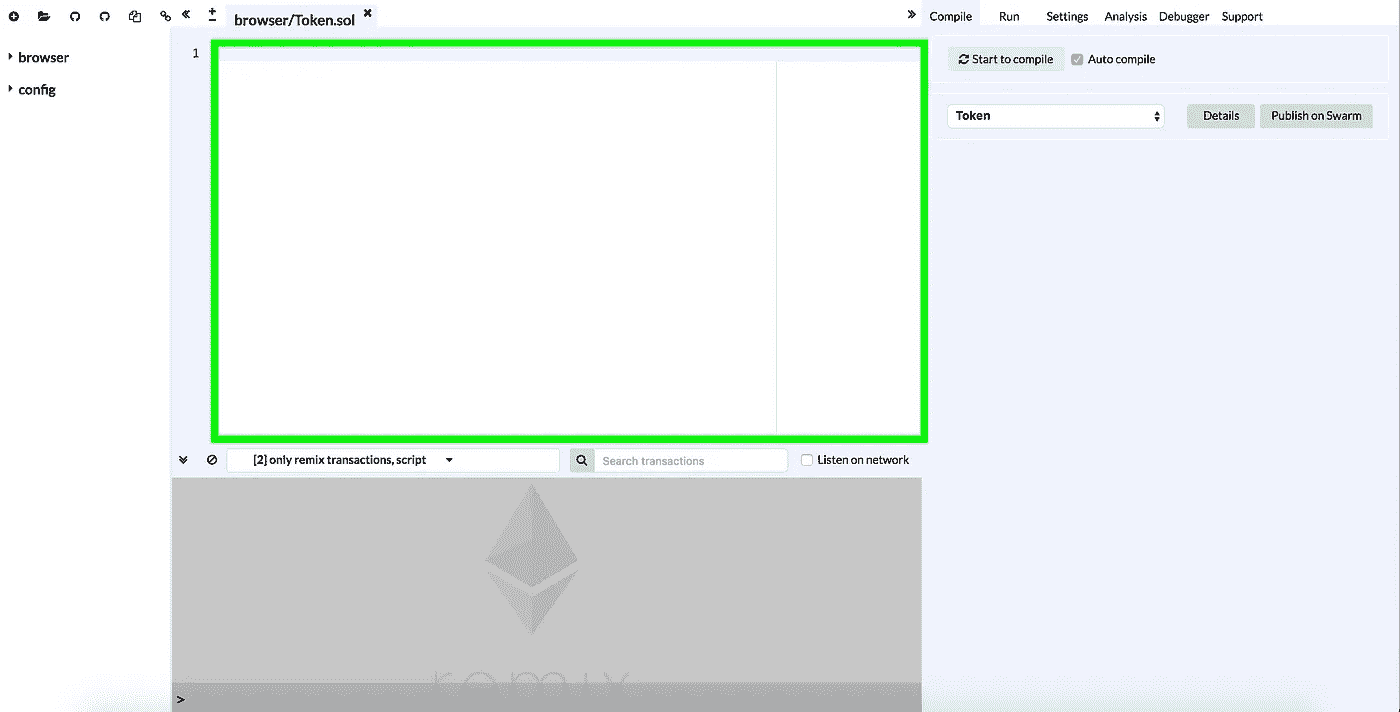 browser/Token.sol
Compile Run Settings Analysis Debugger Support
browser
config
1
Start to compile Auto compile
Token Details Publish on Swarm
[2] only remix transactions, script Search transactions Listen on network
remix
>